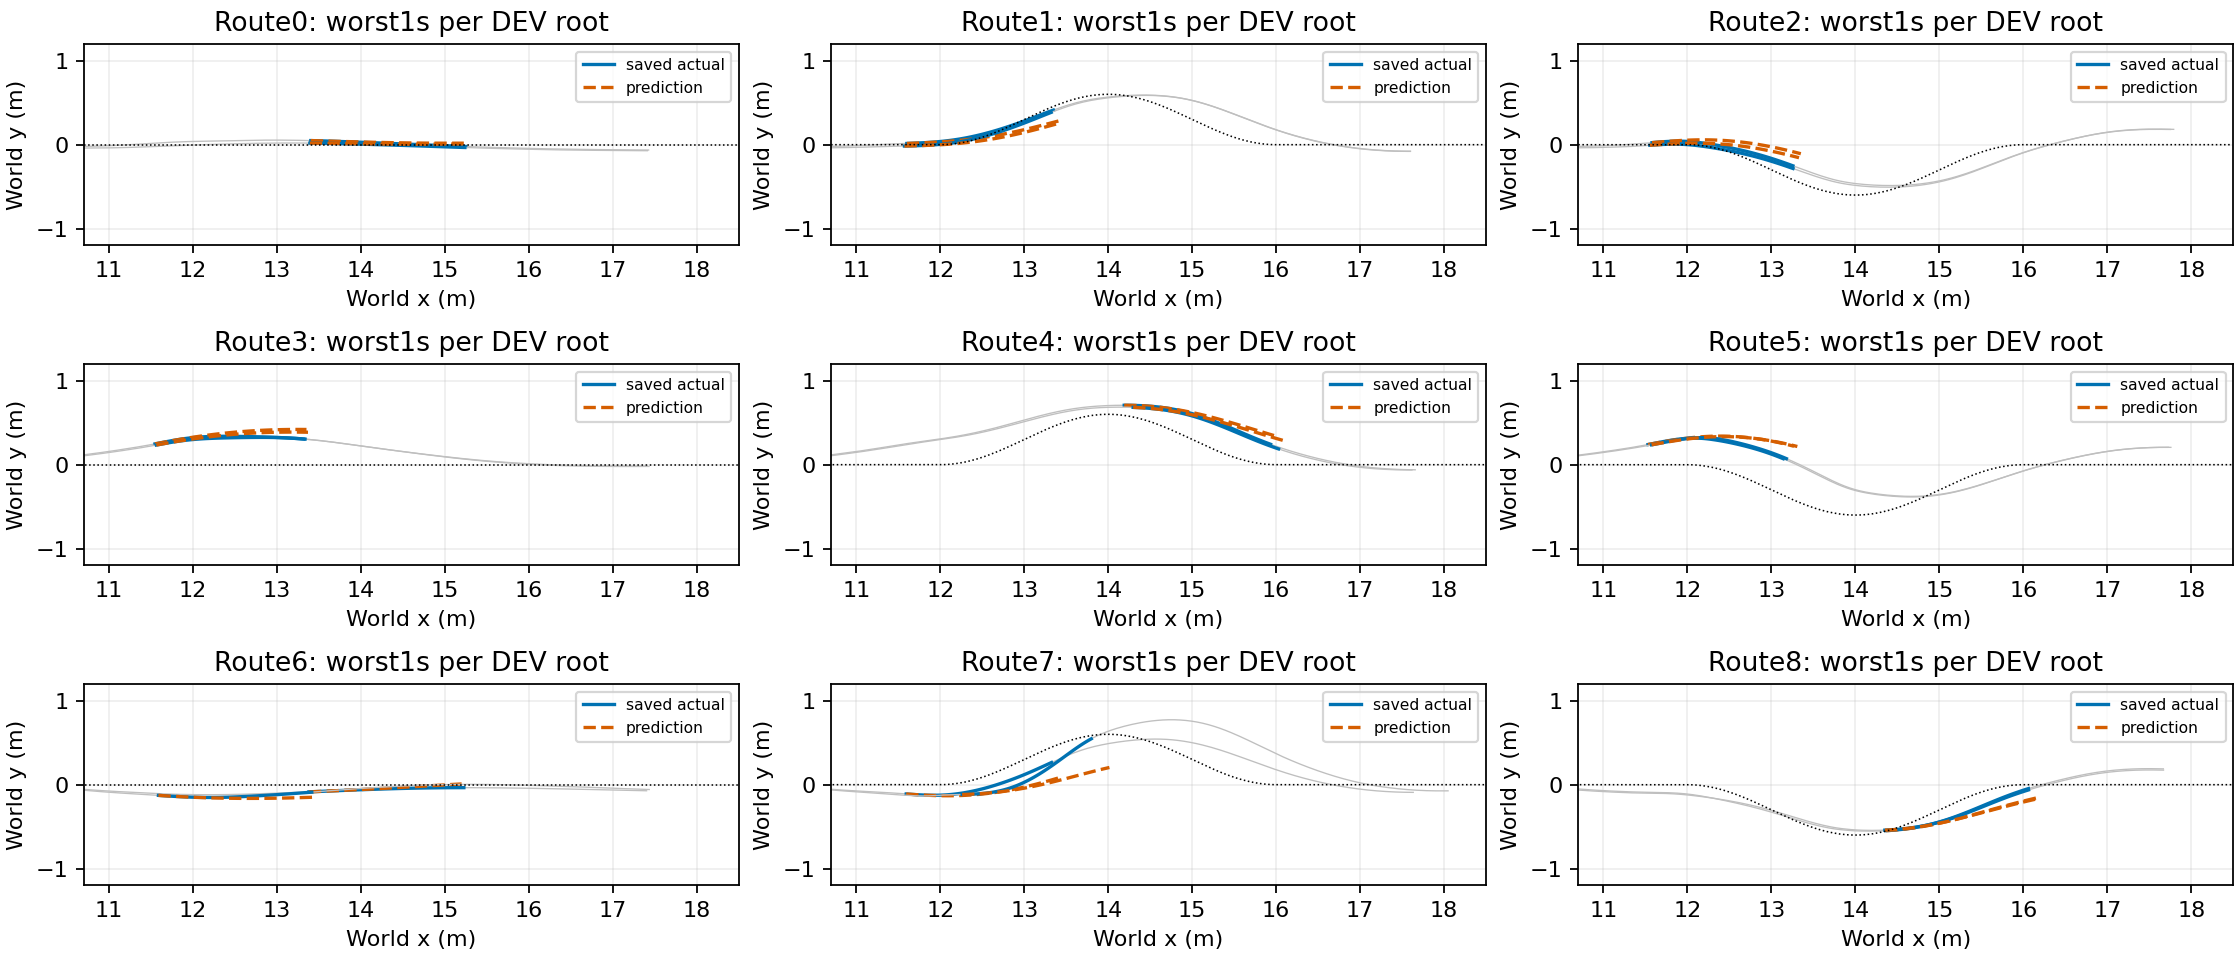 Route0: worst1s per DEV root
World y (m)
1
0
−1
saved actual
prediction
11 12 13 14 15 16 17 18
World x (m)
Route1: worst1s per DEV root
World y (m)
1
0
−1
saved actual
prediction
11 12 13 14 15 16 17 18
World x (m)
Route2: worst1s per DEV root
World y (m)
1
0
−1
saved actual
prediction
11 12 13 14 15 16 17 18
World x (m)
Route3: worst1s per DEV root
World y (m)
1
0
−1
saved actual
prediction
11 12 13 14 15 16 17 18
World x (m)
Route4: worst1s per DEV root
World y (m)
1
0
−1
saved actual
prediction
11 12 13 14 15 16 17 18
World x (m)
Route5: worst1s per DEV root
World y (m)
1
0
−1
saved actual
prediction
11 12 13 14 15 16 17 18
World x (m)
Route6: worst1s per DEV root
World y (m)
1
0
−1
saved actual
prediction
11 12 13 14 15 16 17 18
World x (m)
Route7: worst1s per DEV root
World y (m)
1
0
−1
saved actual
prediction
11 12 13 14 15 16 17 18
World x (m)
Route8: worst1s per DEV root
World y (m)
1
0
−1
saved actual
prediction
11 12 13 14 15 16 17 18
World x (m)